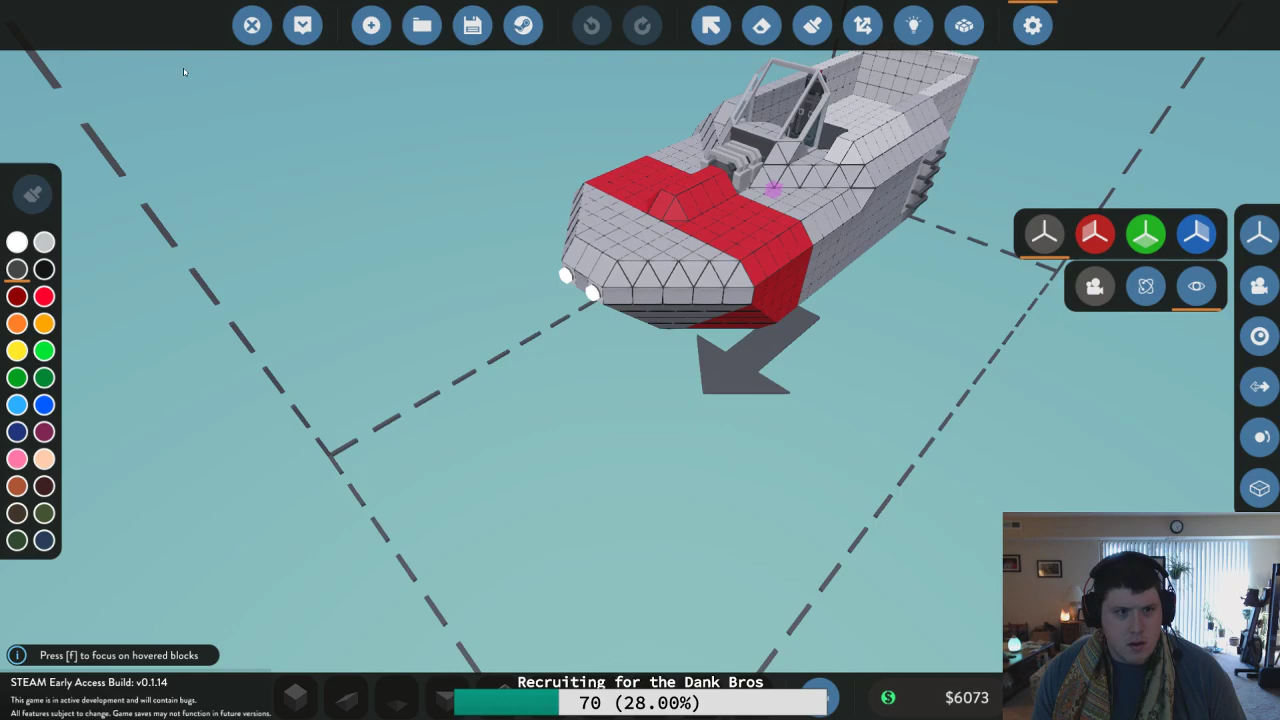 Press [f] to focus on hovered blocks
STEAM Early Access Build: v0.1.14
This game is in active development and will contain bugs.
All features subject to change. Game saves may not function in future versions.
Recruiting for the Dank Bros
70 (28.00%)
$6073